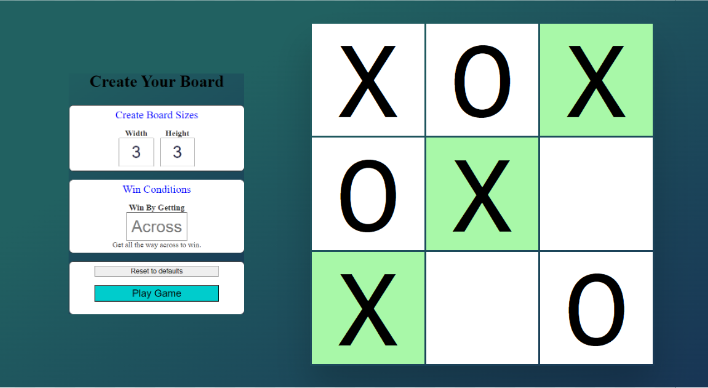 Create Your Board
Create Board Sizes
Width Height
3 3
Win Conditions
Win By Getting
Across
Get all the way across to win.
Reset to defaults
Play Game
X O X
O X
X O